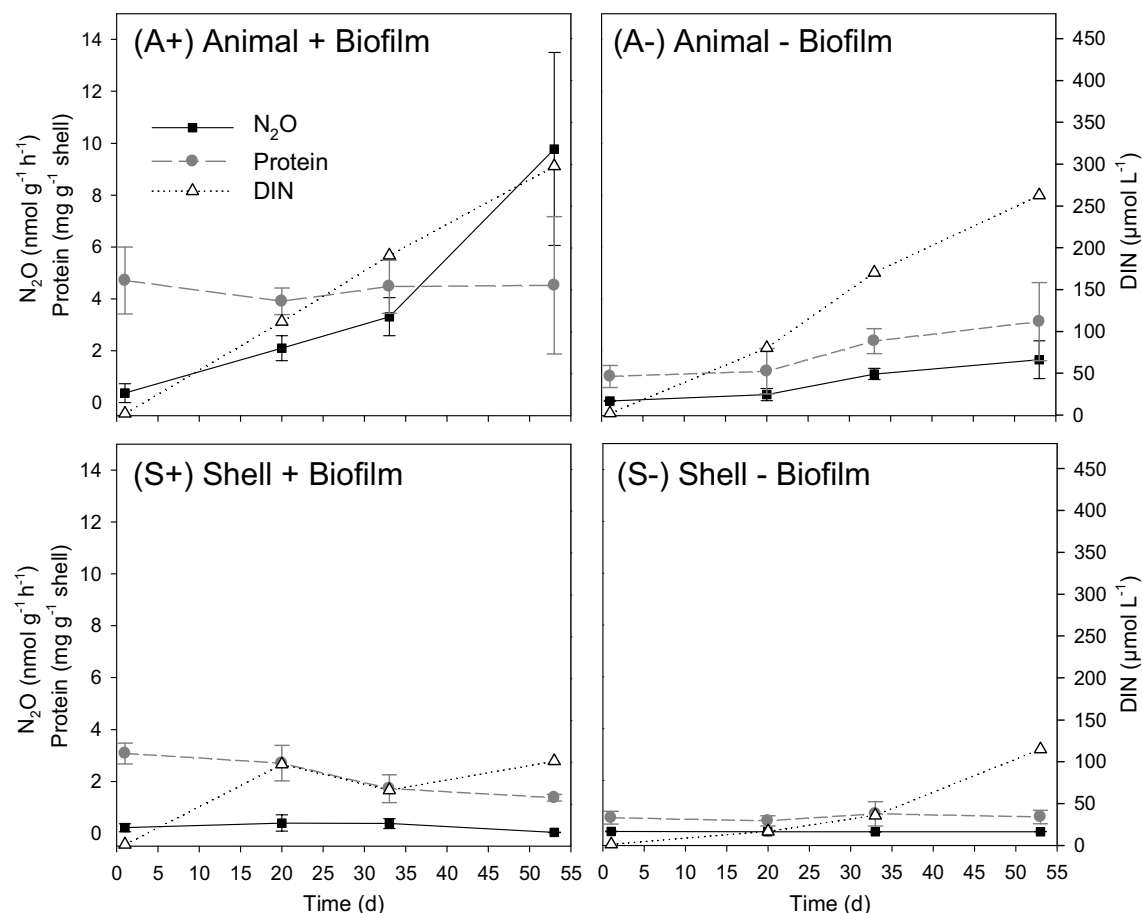 (A+) Animal + Biofilm
N₂O
Protein
DIN
14
12
10
8
6
4
2
0
N₂O (nmol g⁻¹ h⁻¹)
Protein (mg g⁻¹ shell)
(A-) Animal - Biofilm
450
400
350
300
250
200
150
100
50
0
DIN (µmol L⁻¹)
(S+) Shell + Biofilm
14
12
10
8
6
4
2
0
N₂O (nmol g⁻¹ h⁻¹)
Protein (mg g⁻¹ shell)
0 5 10 15 20 25 30 35 40 45 50 55
Time (d)
(S-) Shell - Biofilm
450
400
350
300
250
200
150
100
50
0
DIN (µmol L⁻¹)
0 5 10 15 20 25 30 35 40 45 50 55
Time (d)